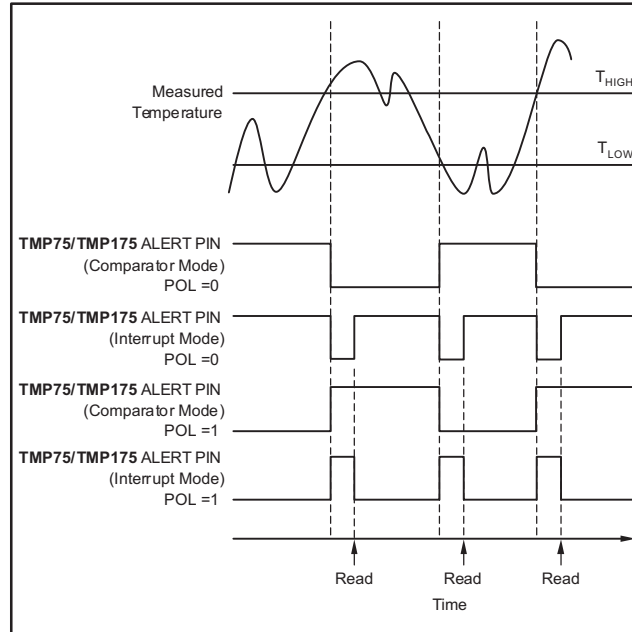 Measured
Temperature
T_HIGH
T_LOW
TMP75/TMP175 ALERT PIN
(Comparator Mode)
POL =0
TMP75/TMP175 ALERT PIN
(Interrupt Mode)
POL =0
TMP75/TMP175 ALERT PIN
(Comparator Mode)
POL =1
TMP75/TMP175 ALERT PIN
(Interrupt Mode)
POL =1
Read Read Read
Time